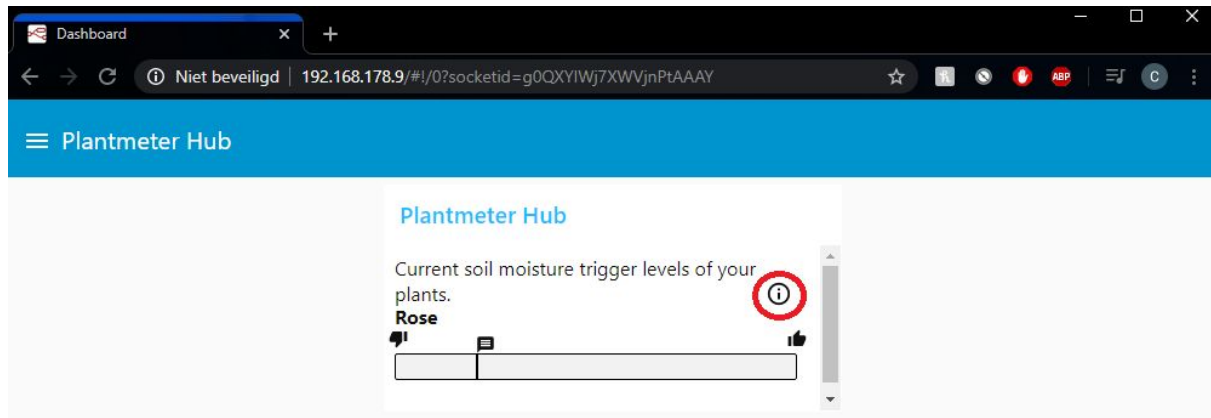 Dashboard
Niet beveiligd | 192.168.178.9/#!/0?socketid=g0QXYIWj7XWVjnPtAAAY
ABP
C
Plantmeter Hub
Plantmeter Hub
Current soil moisture trigger levels of your
plants.
Rose